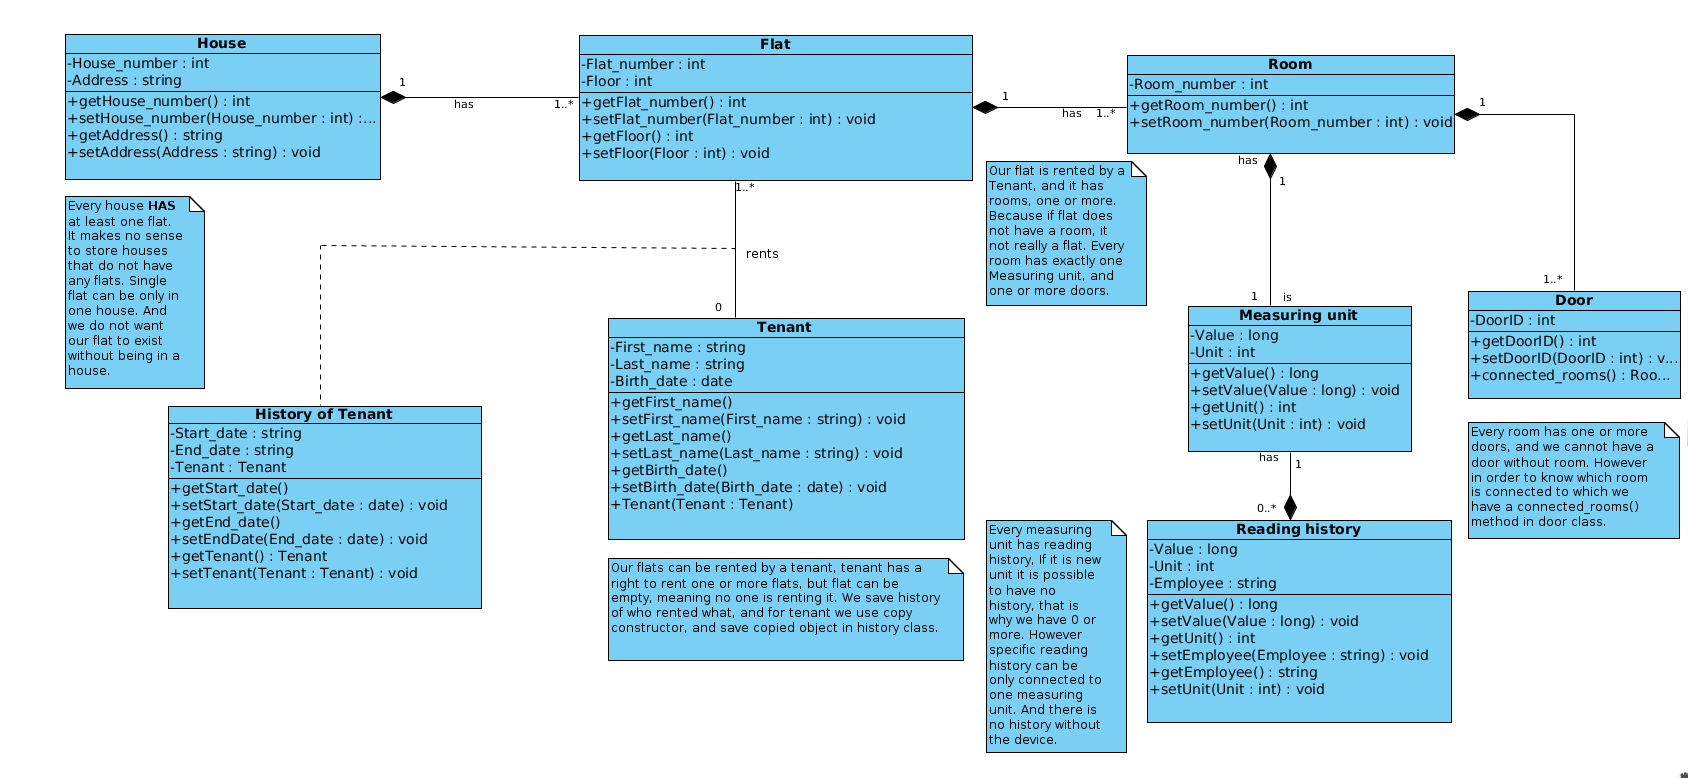 House
-House_number : int
-Address : string
+getHouse_number() : int
+setHouse_number(House_number : int) :...
+getAddress() : string
+setAddress(Address : string) : void
1
has
1..*
Flat
-Flat_number : int
-Floor : int
+getFlat_number() : int
+setFlat_number(Flat_number : int) : void
+getFloor() : int
+setFloor(Floor : int) : void
1
has
1..*
Room
-Room_number : int
+getRoom_number() : int
+setRoom_number(Room_number : int) : void
1
1..*
has
1
1
is
Every house HAS
at least one flat.
It makes no sense
to store houses
that do not have
any flats. Single
flat can be only in
one house. And
we do not want
our flat to exist
without being in a
house.
1..*
rents
0
Our flat is rented by a
Tenant, and it has
rooms, one or more.
Because if flat does
not have a room, it
not really a flat. Every
room has exactly one
Measuring unit, and
one or more doors.
Tenant
-First_name : string
-Last_name : string
-Birth_date : date
+getFirst_name()
+setFirst_name(First_name : string) : void
+getLast_name()
+setLast_name(Last_name : string) : void
+getBirth_date()
+setBirth_date(Birth_date : date) : void
+Tenant(Tenant : Tenant)
Measuring unit
-Value : long
-Unit : int
+getValue() : long
+setValue(Value : long) : void
+getUnit() : int
+setUnit(Unit : int) : void
has
1
0..*
Door
-DoorID : int
+getDoorID() : int
+setDoorID(DoorID : int) : v...
+connected_rooms() : Roo...
History of Tenant
-Start_date : string
-End_date : string
-Tenant : Tenant
+getStart_date()
+setStart_date(Start_date : date) : void
+getEnd_date()
+setEndDate(End_date : date) : void
+getTenant() : Tenant
+setTenant(Tenant : Tenant) : void
Our flats can be rented by a tenant, tenant has a
right to rent one or more flats, but flat can be
empty, meaning no one is renting it. We save history
of who rented what, and for tenant we use copy
constructor, and save copied object in history class.
Every measuring
unit has reading
history, If it is new
unit it is possible
to have no
history, that is
why we have 0 or
more. However
specific reading
history can be
only connected to
one measuring
unit. And there is
no history without
the device.
Reading history
-Value : long
-Unit : int
-Employee : string
+getValue() : long
+setValue(Value : long) : void
+getUnit() : int
+setEmployee(Employee : string) : void
+getEmployee() : string
+setUnit(Unit : int) : void
Every room has one or more
doors, and we cannot have a
door without room. However
in order to know which room
is connected to which we
have a connected_rooms()
method in door class.